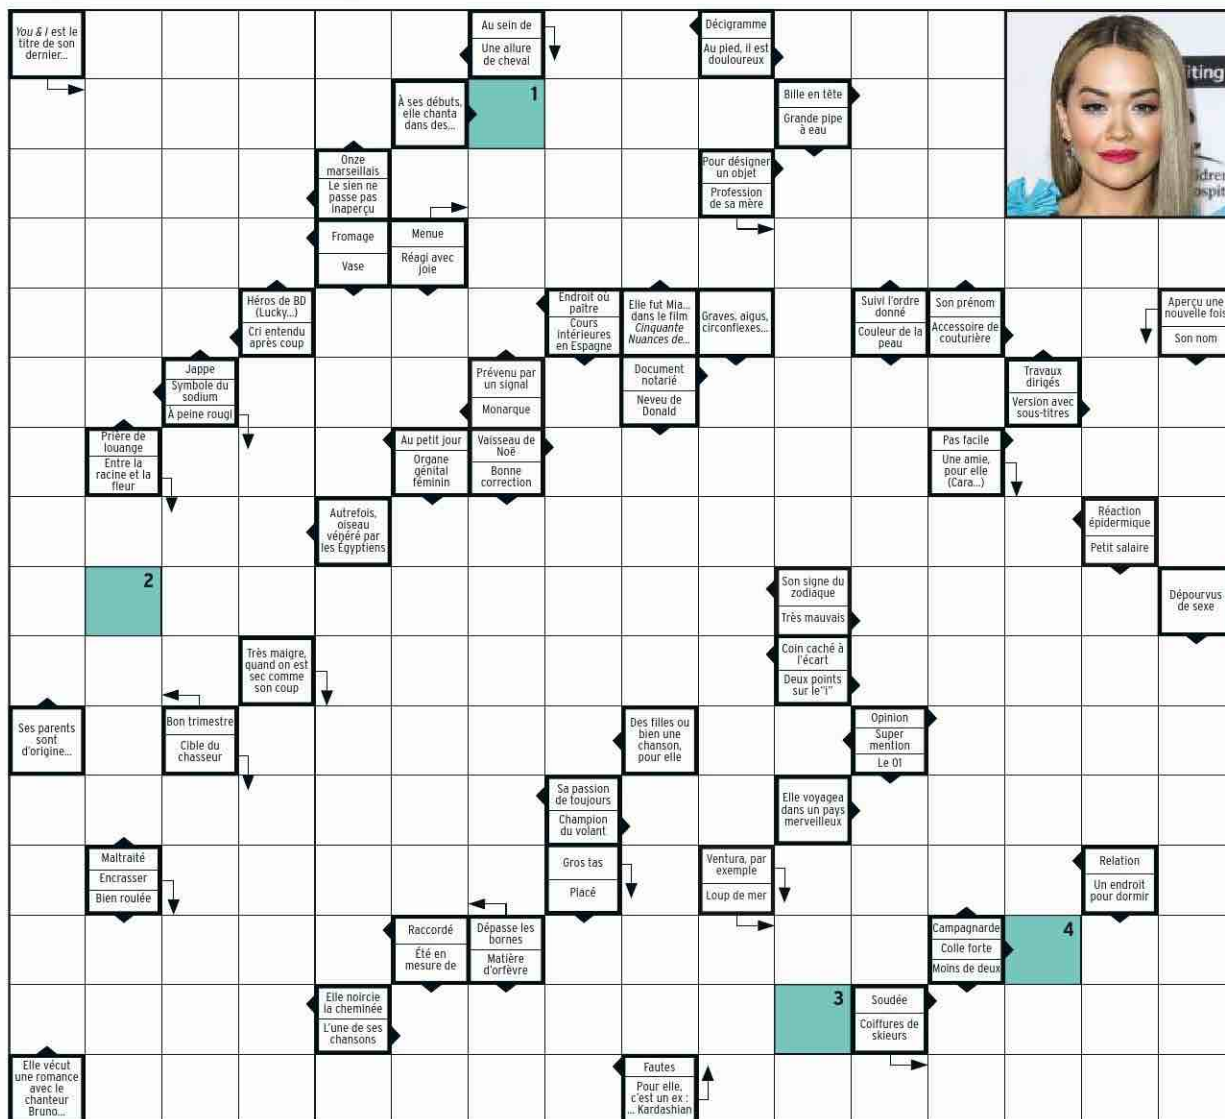 You & I est le
titre de son
dernier...
Au sein de
Une allure
de cheval
Décigramme
Au pied, il est
douloureux
iting
À ses débuts,
elle chanta
dans des...
1
Bille en tête
Grande pipe
à eau
Onze
marseillais
Le sien ne
passe pas
inaperçu
Pour désigner
un objet
Profession
de sa mère
dren
ospit
Fromage
Vase
Menue
Réagi avec
joie
Héros de BD
(Lucky...)
Cri entendu
après coup
Endroit où
paître
Cours
intérieures
en Espagne
Elle fut Mia...
dans le film
Cinquante
Nuances de...
Graves, aigus,
circonflexes...
Suivi l'ordre
donné
Couleur de la
peau
Son prénom
Accessoire de
couturière
Aperçu une
nouvelle fois
Son nom
Jappe
Symbole du
sodium
À peine rougi
Prévenu par
un signal
Monarque
Document
notarié
Neveu de
Donald
Travaux
dirigés
Version avec
sous-titres
Prière de
louange
Entre la
racine et la
fleur
Au petit jour
Organe
génital
féminin
Vaisseau de
Noë
Bonne
correction
Pas facile
Une amie,
pour elle
(Cara...)
Autrefois,
oiseau
vénéré par
les Égyptiens
Réaction
épidermique
Petit salaire
2
Son signe du
zodiaque
Très mauvais
Dépourvus
de sexe
Très maigre,
quand on est
sec comme
son coup
Coin caché à
l'écart
Deux points
sur le"i"
Ses parents
sont
d'origine...
Bon trimestre
Cible du
chasseur
Des filles ou
bien une
chanson,
pour elle
Opinion
Super
mention
Le 01
Sa passion
de toujours
Champion
du volant
Elle voyagea
dans un pays
merveilleux
Maltraité
Encrasser
Bien roulée
Gros tas
Placé
Ventura, par
exemple
Loup de mer
Relation
Un endroit
pour dormir
Raccordé
Été en
mesure de
Dépasse les
bornes
Matière
d'orfèvre
Campagnarde
Colle forte
Moins de deux
4
Elle noircie
la cheminée
L'une de ses
chansons
3
Soudée
Coiffures de
skieurs
Elle vécut
une romance
avec le
chanteur
Bruno...
Fautes
Pour elle,
c'est un ex :
... Kardashian